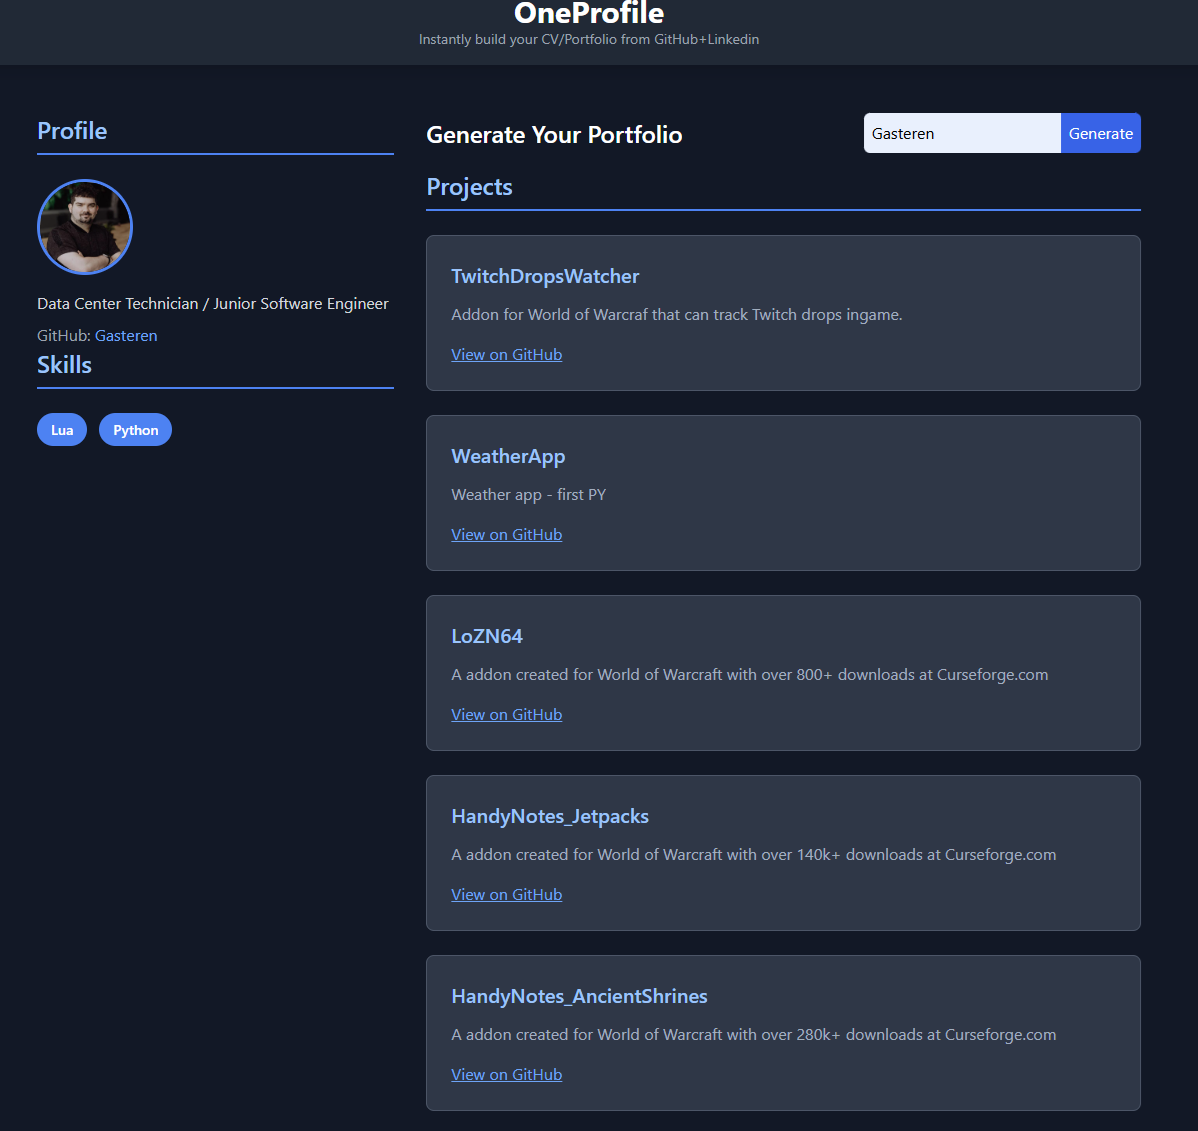 OneProfile
Instantly build your CV/Portfolio from GitHub+Linkedin
Profile
Data Center Technician / Junior Software Engineer
GitHub: Gasteren
Skills
Lua
Python
Generate Your Portfolio
Gasteren
Generate
Projects
TwitchDropsWatcher
Addon for World of Warcraf that can track Twitch drops ingame.
View on GitHub
WeatherApp
Weather app - first PY
View on GitHub
LoZN64
A addon created for World of Warcraft with over 800+ downloads at Curseforge.com
View on GitHub
HandyNotes_Jetpacks
A addon created for World of Warcraft with over 140k+ downloads at Curseforge.com
View on GitHub
HandyNotes_AncientShrines
A addon created for World of Warcraft with over 280k+ downloads at Curseforge.com
View on GitHub